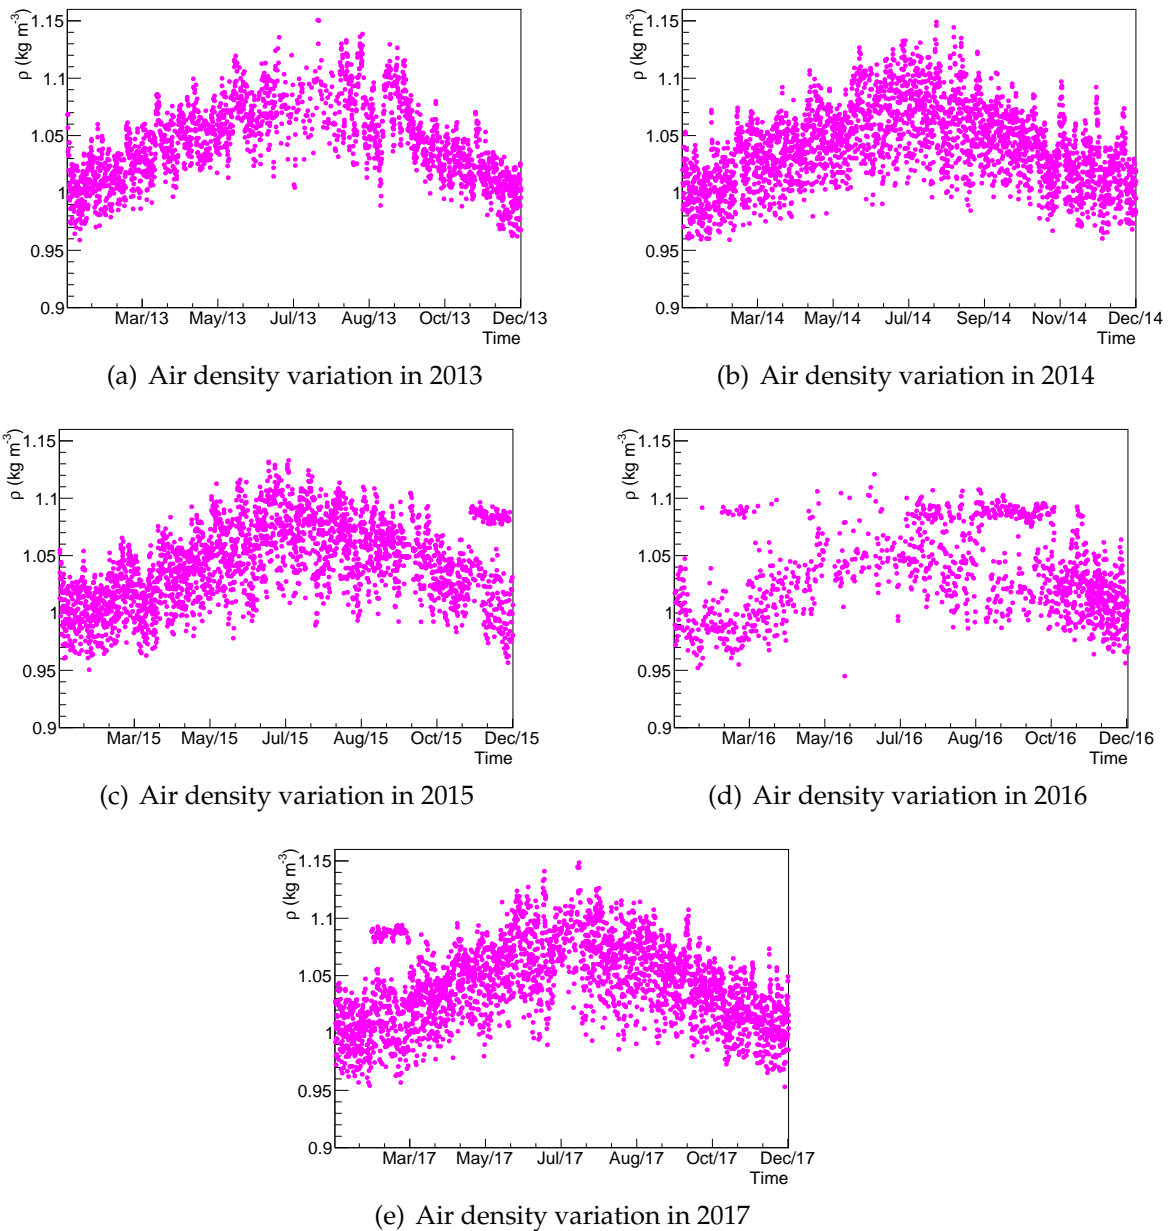 ρ (kg m⁻³)
1.15
1.1
1.05
1
0.95
0.9
Mar/13 May/13 Jul/13 Aug/13 Oct/13 Dec/13
Time
(a) Air density variation in 2013
ρ (kg m⁻³)
1.15
1.1
1.05
1
0.95
0.9
Mar/14 May/14 Jul/14 Sep/14 Nov/14 Dec/14
Time
(b) Air density variation in 2014
ρ (kg m⁻³)
1.15
1.1
1.05
1
0.95
0.9
Mar/15 May/15 Jul/15 Aug/15 Oct/15 Dec/15
Time
(c) Air density variation in 2015
ρ (kg m⁻³)
1.15
1.1
1.05
1
0.95
0.9
Mar/16 May/16 Jul/16 Aug/16 Oct/16 Dec/16
Time
(d) Air density variation in 2016
ρ (kg m⁻³)
1.15
1.1
1.05
1
0.95
0.9
Mar/17 May/17 Jul/17 Aug/17 Oct/17 Dec/17
Time
(e) Air density variation in 2017